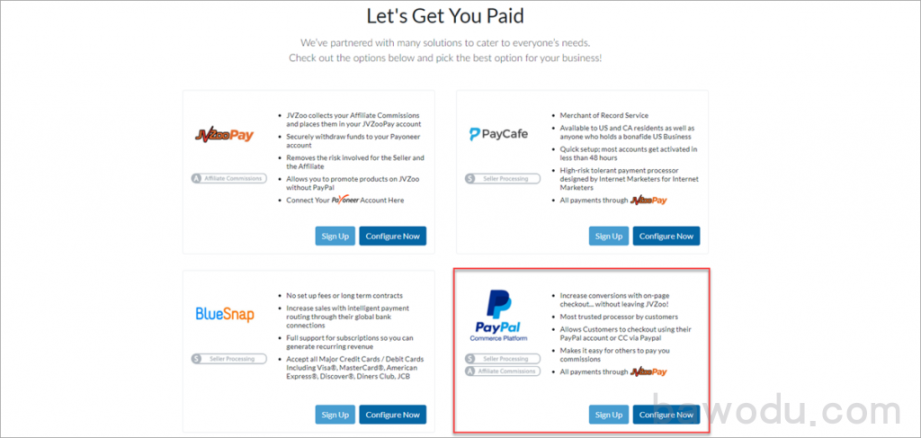 Let's Get You Paid
We've partnered with many solutions to cater to everyone's needs.
Check out the options below and pick the best option for your business!
JVZooPay
A Affiliate Commissions
JVZoo collects your Affiliate Commissions
and places them in your JVZooPay account
Securely withdraw funds to your Payoneer
account
Removes the risk involved for the Seller and
the Affiliate
Allows you to promote products on JVZoo
without PayPal
Connect Your Payoneer Account Here
Sign Up
Configure Now
PayCafe
S Seller Processing
Merchant of Record Service
Available to US and CA residents as well as
anyone who holds a bonafide US Business
Quick setup; most accounts get activated in
less than 48 hours
High-risk tolerant payment processor
designed by Internet Marketers for Internet
Marketers
All payments through JVZooPay
Sign Up
Configure Now
BlueSnap
S Seller Processing
No set up fees or long term contracts
Increase sales with intelligent payment
routing through their global bank
connections
Full support for subscriptions so you can
generate recurring revenue
Accept all Major Credit Cards / Debit Cards
Including Visa®, MasterCard®, American
Express®, Discover®, Diners Club, JCB
Sign Up
Configure Now
PayPal
Commerce Platform
S Seller Processing
A Affiliate Commissions
Increase conversions with on-page
checkout... without leaving JVZoo!
Most trusted processor by customers
Allows Customers to checkout using their
PayPal account or CC via Paypal
Makes it easy for others to pay you
commissions
All payments through JVZooPay
Sign Up
Configure Now
bawodu.com